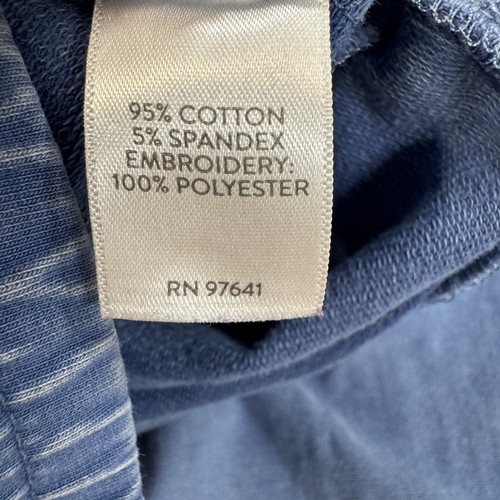 95% COTTON
5% SPANDEX
EMBROIDERY:
100% POLYESTER
RN 97641